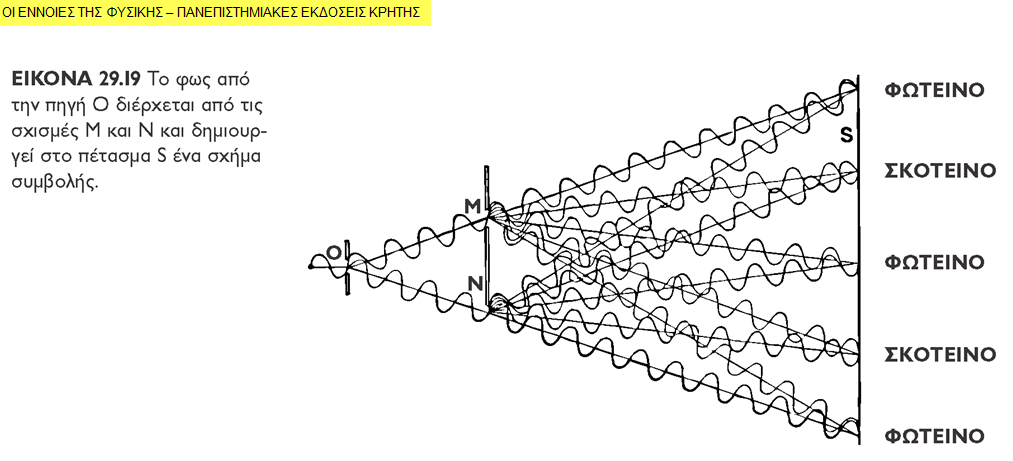 ΟΙ ΕΝΝΟΙΕΣ ΤΗΣ ΦΥΣΙΚΗΣ – ΠΑΝΕΠΙΣΤΗΜΙΑΚΕΣ ΕΚΔΟΣΕΙΣ ΚΡΗΤΗΣ
ΕΙΚΟΝΑ 29.19 Το φως από
την πηγή Ο διέρχεται από τις
σχισμές Μ και Ν και δημιουρ-
γεί στο πέτασμα S ένα σχήμα
συμβολής.
ΦΩΤΕΙΝΟ
S
ΣΚΟΤΕΙΝΟ
M
O
ΦΩΤΕΙΝΟ
N
ΣΚΟΤΕΙΝΟ
ΦΩΤΕΙΝΟ